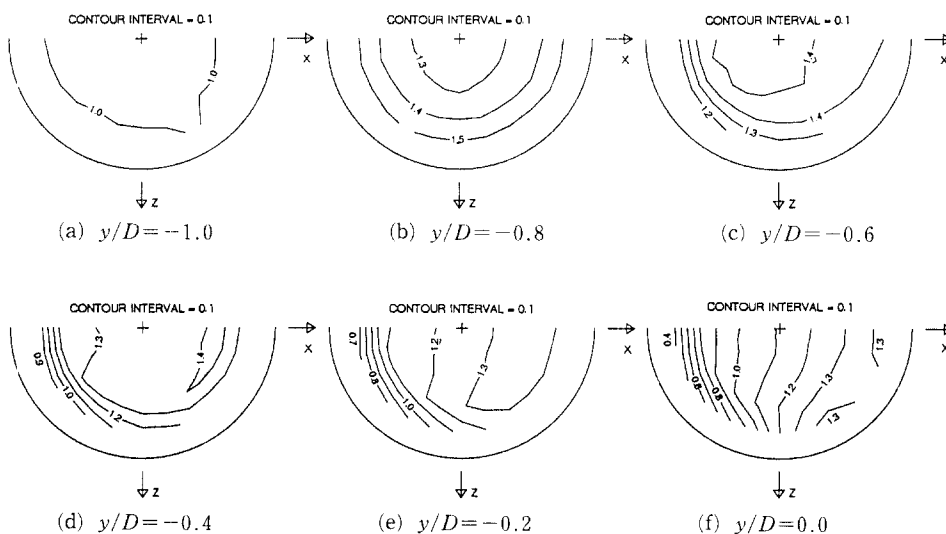 CONTOUR INTERVAL = 0.1
X
1.0
1.0
Z
(a) y/D=−1.0
CONTOUR INTERVAL = 0.1
X
1.3
1.4
1.5
Z
(b) y/D=−0.8
CONTOUR INTERVAL = 0.1
X
1.4
1.2
1.3
1.4
Z
(c) y/D=−0.6
CONTOUR INTERVAL = 0.1
X
1.3
1.4
1.0
1.2
Z
(d) y/D=−0.4
CONTOUR INTERVAL = 0.1
X
0.7
1.2
1.3
0.8
1.0
Z
(e) y/D=−0.2
CONTOUR INTERVAL = 0.1
X
0.4
1.3
1.0
0.8
0.8
1.2
1.3
1.3
Z
(f) y/D=0.0